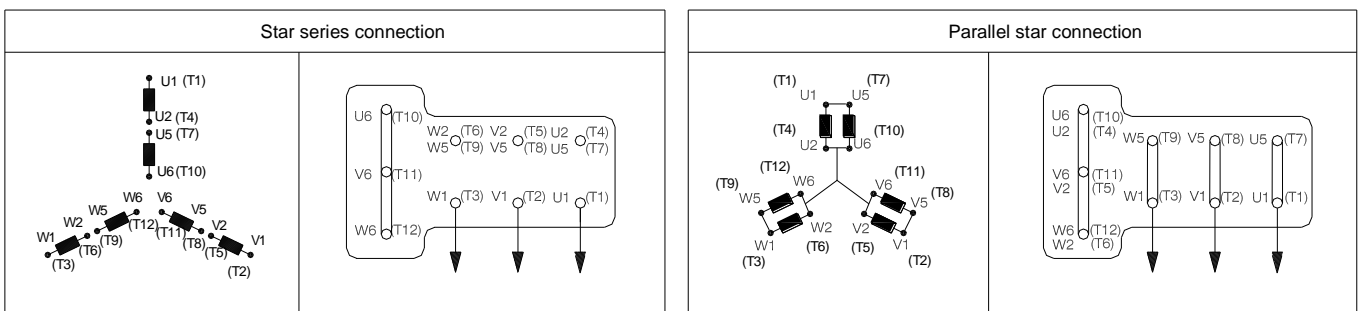 Star series connection
U1 (T1)
U2 (T4)
U5 (T7)
U6 (T10)
W6 V6
W5 V5
W2 V2
W1 V1
(T12) (T11)
(T9) (T8)
(T6) (T5)
(T3) (T2)
U6 (T10)
W2 (T6) V2 (T5) U2 (T4)
W5 (T9) V5 (T8) U5 (T7)
V6 (T11)
W1 (T3) V1 (T2) U1 (T1)
W6 (T12)
Parallel star connection
(T1) (T7)
U1 U5
(T4) (T10)
U2 U6
(T12) (T11)
(T9) W6 V6 (T8)
W5 V5
W1 W2 V2 V1
(T3) (T6) (T5) (T2)
U6 (T10)
U2 (T4)
W5 (T9) V5 (T8) U5 (T7)
V6 (T11)
V2 (T5)
W1 (T3) V1 (T2) U1 (T1)
W6 (T12)
W2 (T6)